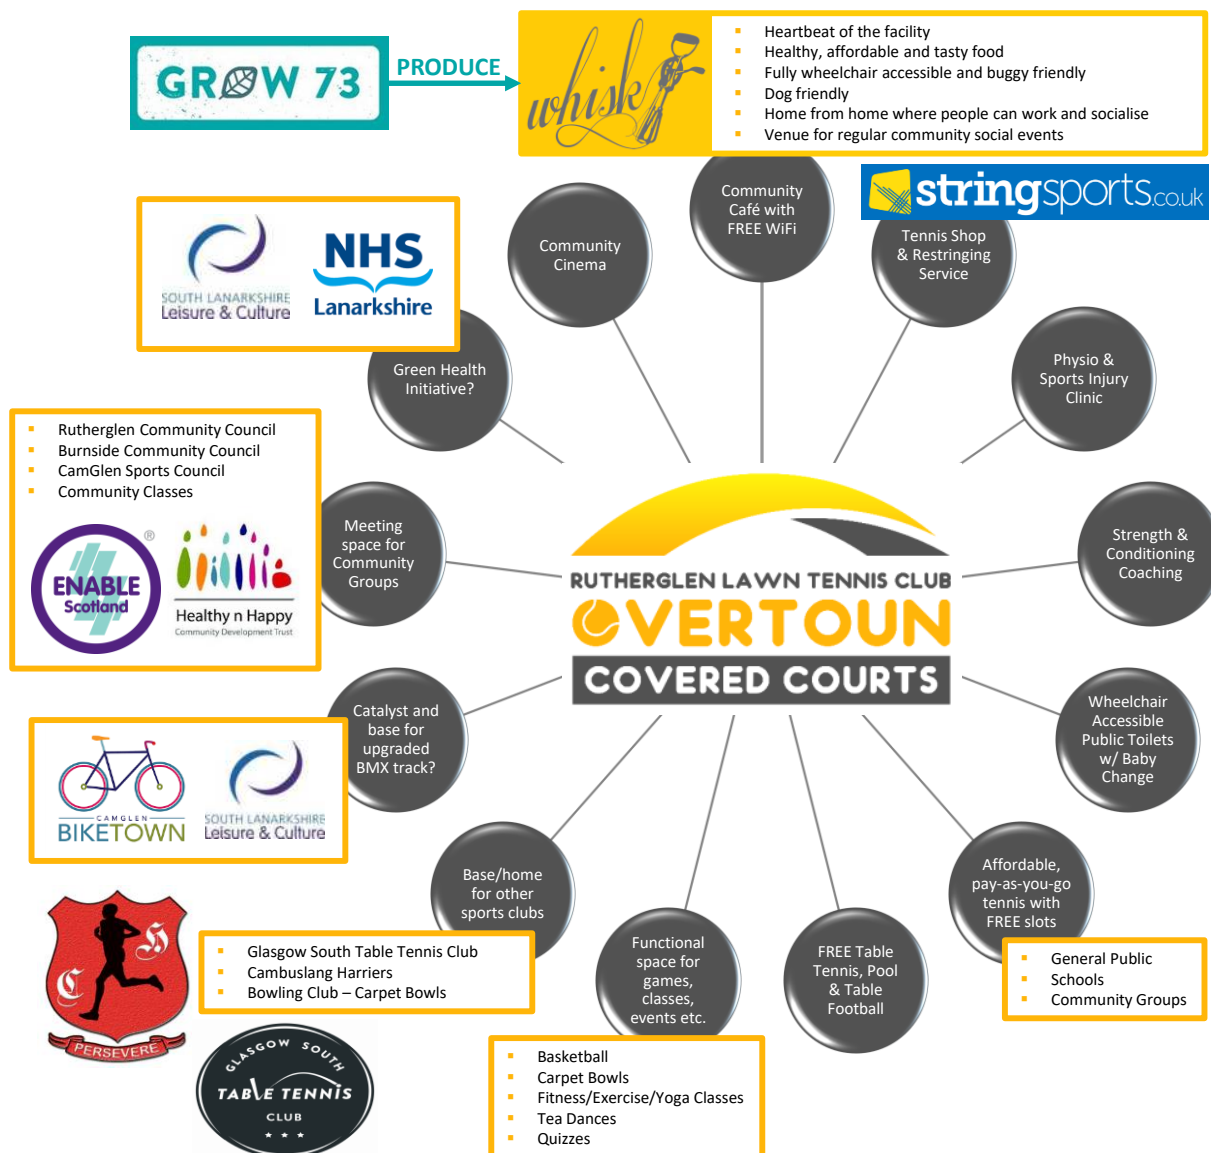 GROW 73
PRODUCE
whisk
Heartbeat of the facility
Healthy, affordable and tasty food
Fully wheelchair accessible and buggy friendly
Dog friendly
Home from home where people can work and socialise
Venue for regular community social events
stringsports.co.uk
Community
Café with
FREE WiFi
Tennis Shop
& Restringing
Service
Community
Cinema
SOUTH LANARKSHIRE
Leisure & Culture
NHS
Lanarkshire
Green Health
Initiative?
Physio &
Sports Injury
Clinic
Rutherglen Community Council
Burnside Community Council
CamGlen Sports Council
Community Classes
ENABLE
Scotland
®
Healthy n Happy
Community Development Trust
Meeting
space for
Community
Groups
Strength &
Conditioning
Coaching
RUTHERGLEN LAWN TENNIS CLUB
OVERTOUN
COVERED COURTS
Catalyst and
base for
upgraded
BMX track?
CAMGLEN
BIKETOWN
SOUTH LANARKSHIRE
Leisure & Culture
Wheelchair
Accessible
Public Toilets
w/ Baby
Change
Base/home
for other
sports clubs
C H
PERSEVERE
Glasgow South Table Tennis Club
Cambuslang Harriers
Bowling Club – Carpet Bowls
GLASGOW SOUTH
TABLE TENNIS
CLUB
Functional
space for
games,
classes,
events etc.
Basketball
Carpet Bowls
Fitness/Exercise/Yoga Classes
Tea Dances
Quizzes
FREE Table
Tennis, Pool
& Table
Football
Affordable,
pay-as-you-go
tennis with
FREE slots
General Public
Schools
Community Groups